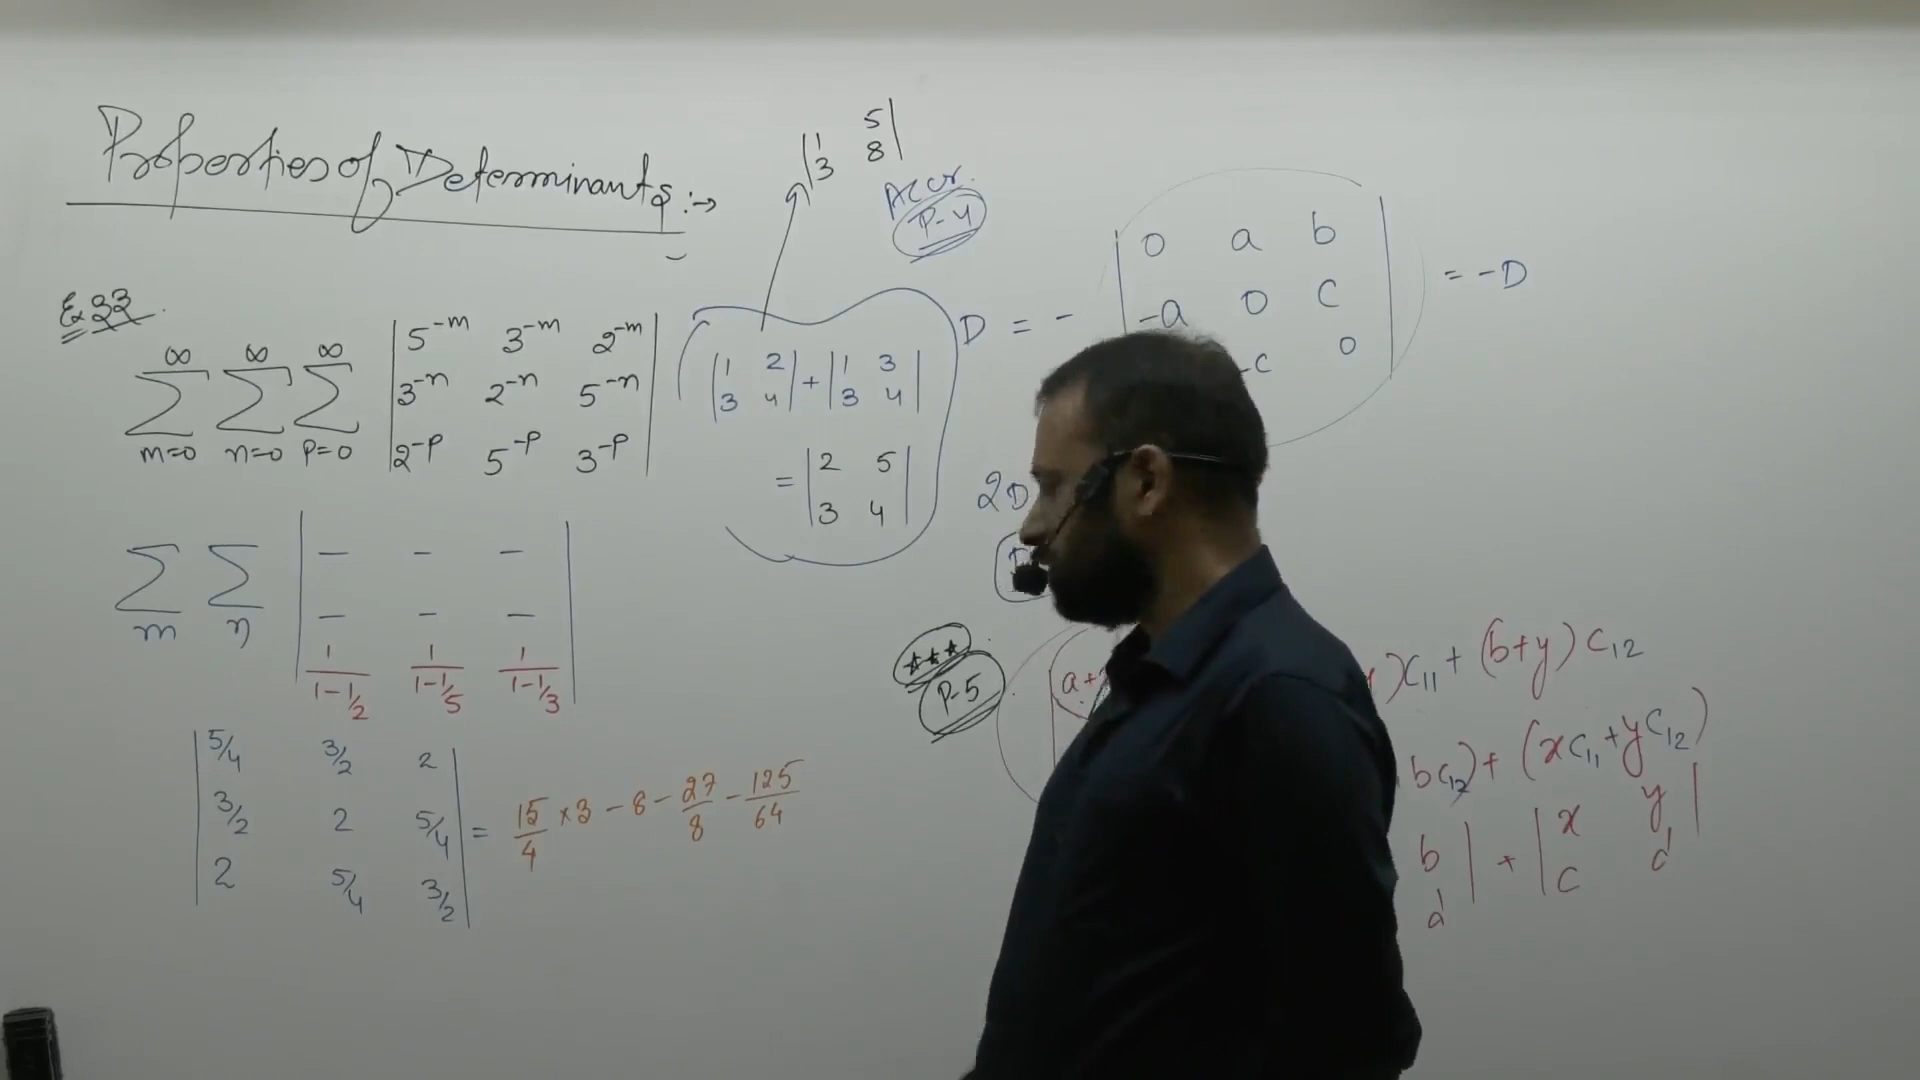 Properties of Determinants :→
Ex 33.
∞ ∞ ∞
∑ ∑ ∑
m=0 n=0 p=0
| 5^-m 3^-m 2^-m |
| 3^-n 2^-n 5^-n |
| 2^-p 5^-p 3^-p |
∑ ∑
m n
| — — — |
| — — — |
| 1/(1-1/2) 1/(1-1/5) 1/(1-1/3) |
| 5/4 3/2 2 |
| 3/2 2 5/4 |
| 2 5/4 3/2 |
= 15/4 × 3 - 8 - 27/8 - 125/64
| 1 5 |
| 3 8 |
| 1 2 | + | 1 3 |
| 3 4 | | 3 4 |
= | 2 5 |
| 3 4 |
Accr.
P-4
D = -
| 0 a b |
| -a 0 c |
-c 0 |
= -D
2D
★★★
P-5
| a+
)C11 + (b+y) C12
bC12) + (xC11 + yC12)
b | + | x y |
d | | c d |